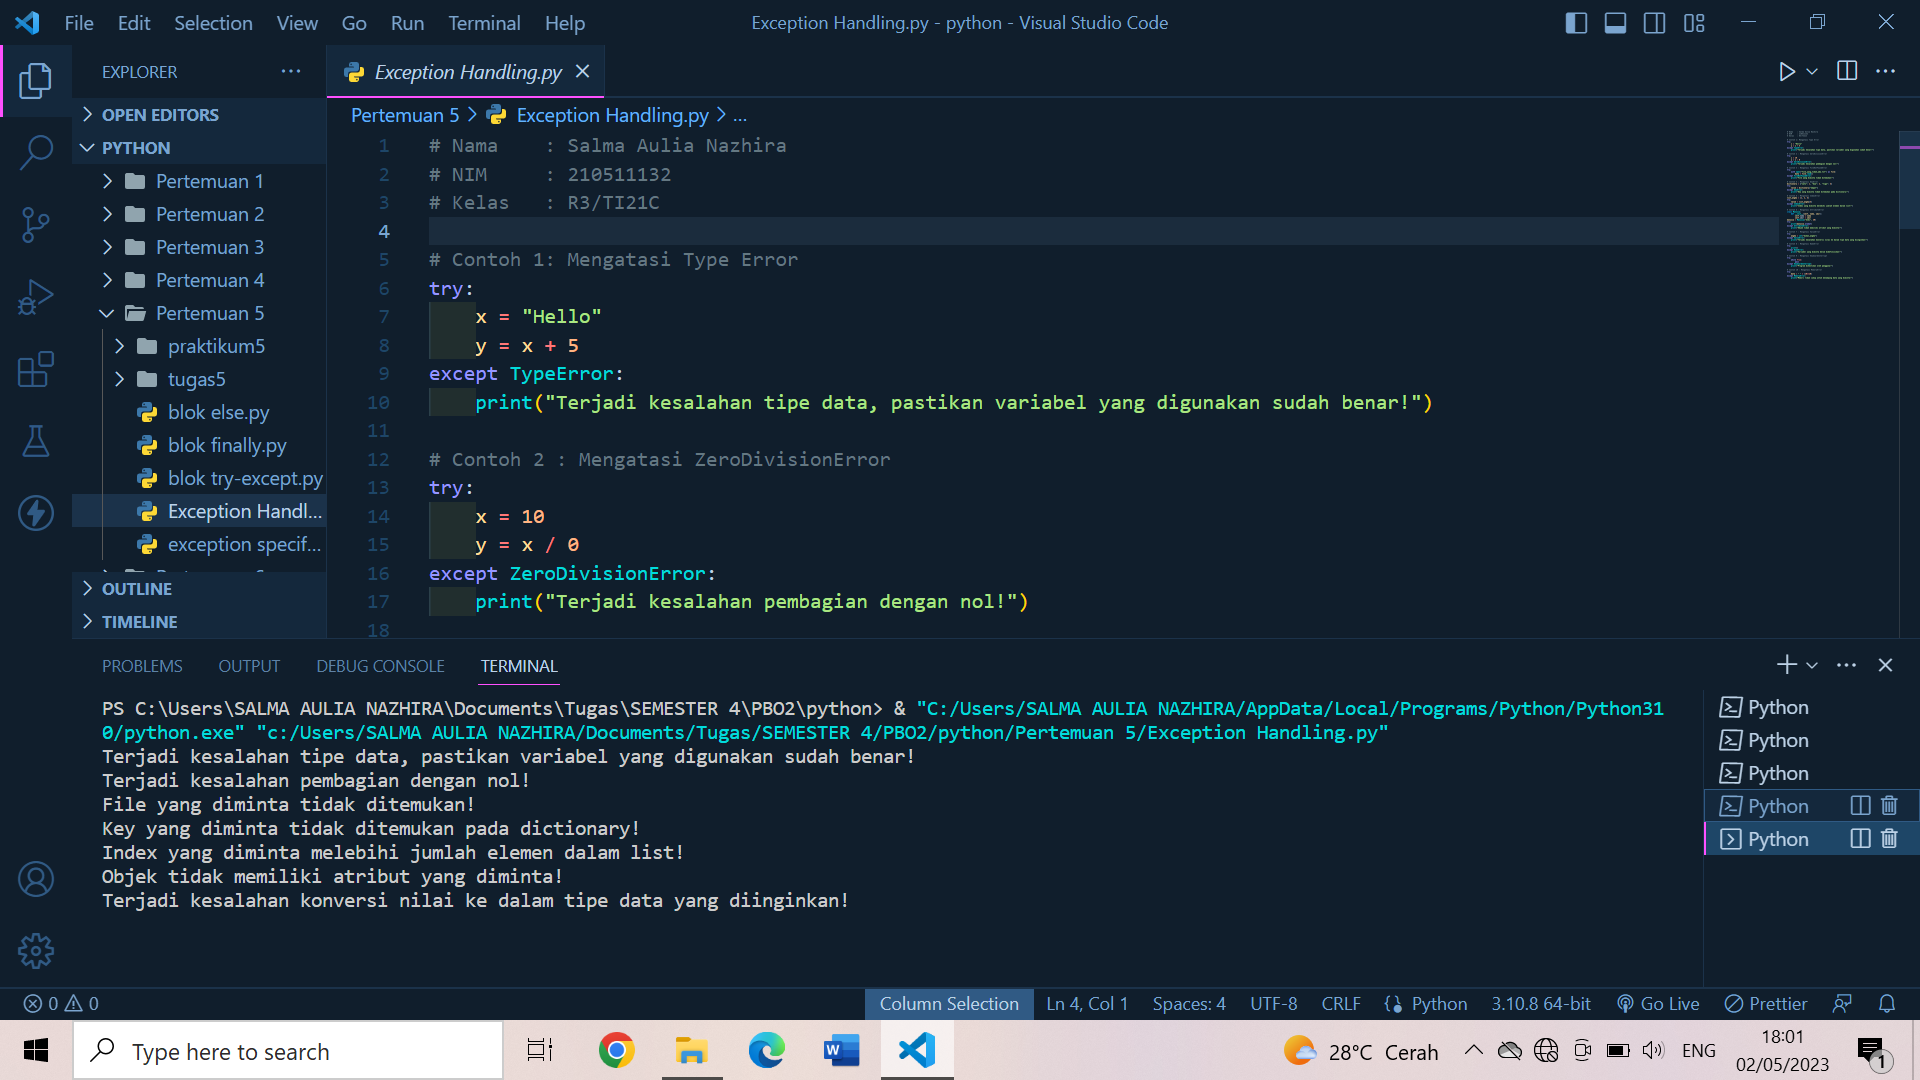 File Edit Selection View Go Run Terminal Help
Exception Handling.py - python - Visual Studio Code
EXPLORER
OPEN EDITORS
PYTHON
Pertemuan 1
Pertemuan 2
Pertemuan 3
Pertemuan 4
Pertemuan 5
praktikum5
tugas5
blok else.py
blok finally.py
blok try-except.py
Exception Handl...
exception specif...
OUTLINE
TIMELINE
Exception Handling.py
Pertemuan 5 > Exception Handling.py > ...
1 # Nama : Salma Aulia Nazhira
2 # NIM : 210511132
3 # Kelas : R3/TI21C
4
5 # Contoh 1: Mengatasi Type Error
6 try:
7 x = "Hello"
8 y = x + 5
9 except TypeError:
10 print("Terjadi kesalahan tipe data, pastikan variabel yang digunakan sudah benar!")
11
12 # Contoh 2 : Mengatasi ZeroDivisionError
13 try:
14 x = 10
15 y = x / 0
16 except ZeroDivisionError:
17 print("Terjadi kesalahan pembagian dengan nol!")
18
PROBLEMS OUTPUT DEBUG CONSOLE TERMINAL
PS C:\Users\SALMA AULIA NAZHIRA\Documents\Tugas\SEMESTER 4\PBO2\python> & "C:/Users/SALMA AULIA NAZHIRA/AppData/Local/Programs/Python/Python31
0/python.exe" "c:/Users/SALMA AULIA NAZHIRA/Documents/Tugas/SEMESTER 4/PBO2/python/Pertemuan 5/Exception Handling.py"
Terjadi kesalahan tipe data, pastikan variabel yang digunakan sudah benar!
Terjadi kesalahan pembagian dengan nol!
File yang diminta tidak ditemukan!
Key yang diminta tidak ditemukan pada dictionary!
Index yang diminta melebihi jumlah elemen dalam list!
Objek tidak memiliki atribut yang diminta!
Terjadi kesalahan konversi nilai ke dalam tipe data yang diinginkan!
Python
Python
Python
Python
Python
0 0
Column Selection Ln 4, Col 1 Spaces: 4 UTF-8 CRLF Python 3.10.8 64-bit Go Live Prettier
Type here to search
28°C Cerah
ENG
18:01
02/05/2023
1